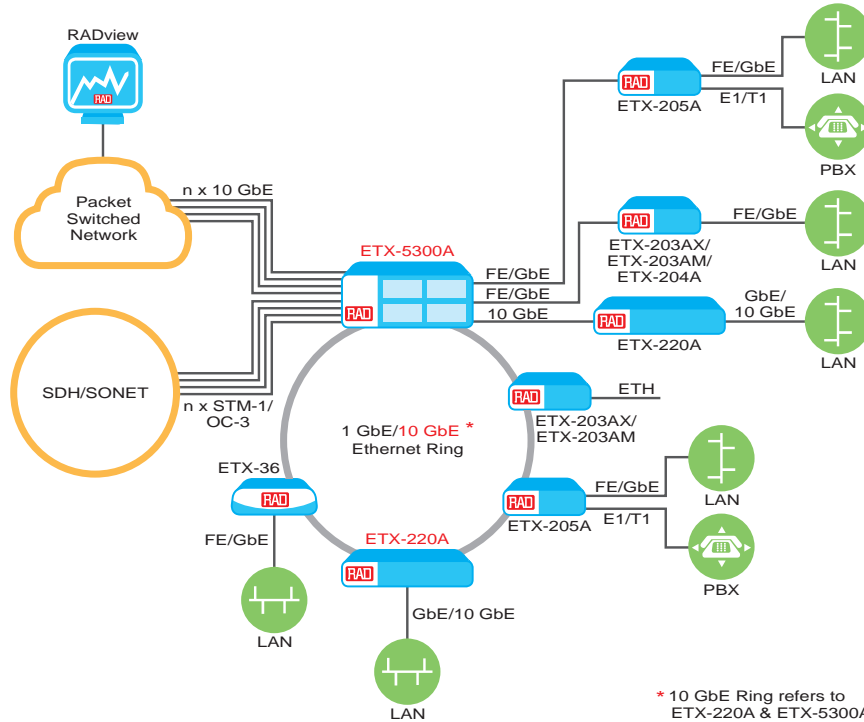 RADview
RAD
Packet
Switched
Network
n x 10 GbE
SDH/SONET
n x STM-1/
OC-3
ETX-5300A
RAD
FE/GbE
FE/GbE
10 GbE
RAD
ETX-205A
FE/GbE
E1/T1
LAN
PBX
RAD
ETX-203AX/
ETX-203AM/
ETX-204A
FE/GbE
LAN
RAD
ETX-220A
GbE/
10 GbE
LAN
1 GbE/10 GbE *
Ethernet Ring
RAD
ETX-203AX/
ETX-203AM
ETH
RAD
ETX-205A
FE/GbE
E1/T1
LAN
PBX
ETX-36
RAD
FE/GbE
LAN
ETX-220A
RAD
GbE/10 GbE
LAN
* 10 GbE Ring refers to
ETX-220A & ETX-5300A